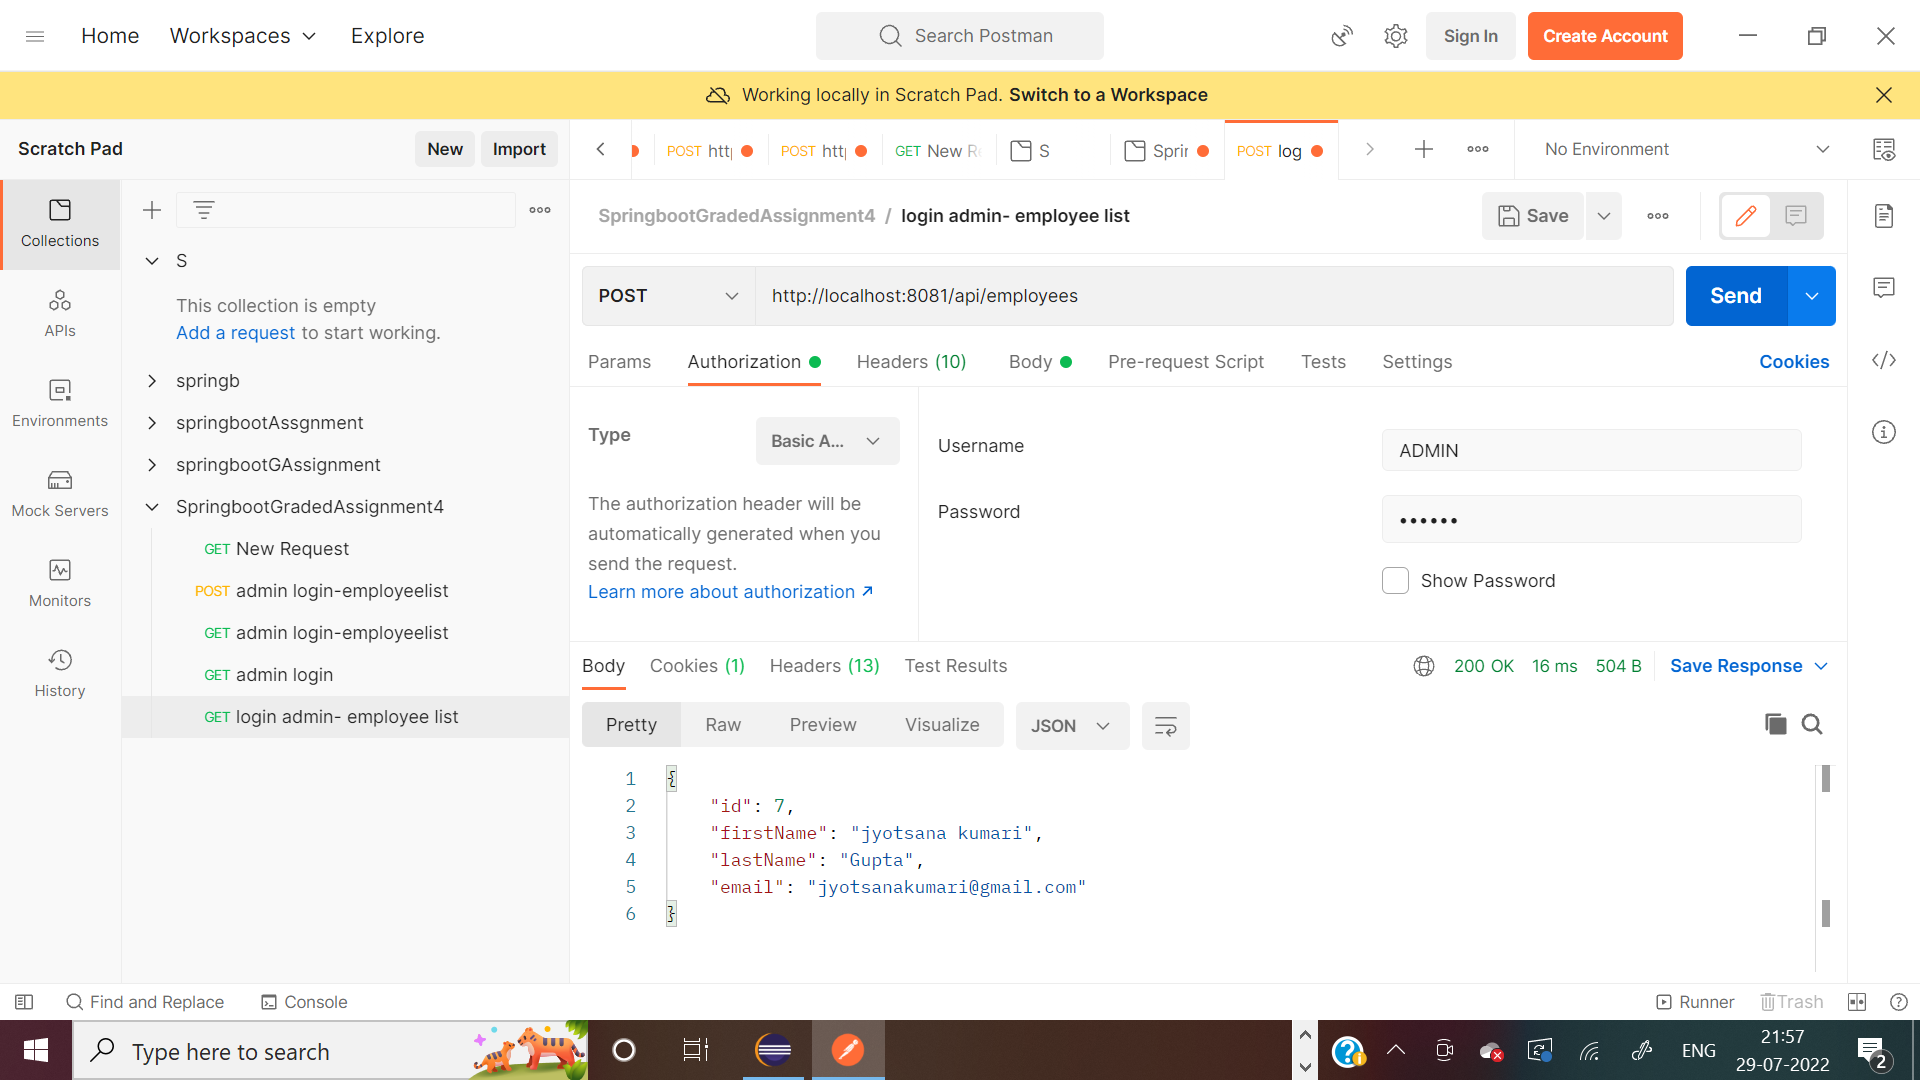 Home Workspaces Explore Search Postman Sign In Create Account
Working locally in Scratch Pad. Switch to a Workspace
Scratch Pad New Import
POST htt POST htt GET New Re S Sprin POST log No Environment
SpringbootGradedAssignment4 / login admin- employee list Save
Collections
APIs
Environments
Mock Servers
Monitors
History
S
This collection is empty
Add a request to start working.
springb
springbootAssgnment
springbootGAssignment
SpringbootGradedAssignment4
GET New Request
POST admin login-employeelist
GET admin login-employeelist
GET admin login
GET login admin- employee list
POST http://localhost:8081/api/employees Send
Params Authorization Headers (10) Body Pre-request Script Tests Settings Cookies
Type Basic A...
The authorization header will be
automatically generated when you
send the request.
Learn more about authorization ↗
Username ADMIN
Password ••••••
Show Password
Body Cookies (1) Headers (13) Test Results 200 OK 16 ms 504 B Save Response
Pretty Raw Preview Visualize JSON
1 {
2 "id": 7,
3 "firstName": "jyotsana kumari",
4 "lastName": "Gupta",
5 "email": "jyotsanakumari@gmail.com"
6 }
Find and Replace Console Runner Trash
Type here to search ENG 21:57
29-07-2022 2